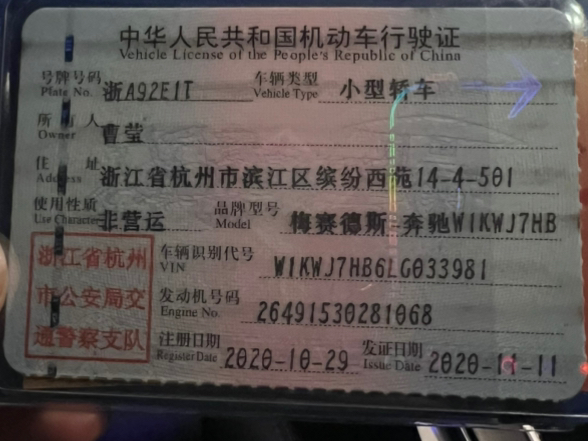 中华人民共和国机动车行驶证
Vehicle License of the People's Republic of China
号牌号码 浙A92E1T 车辆类型 小型轿车
Plate No. Vehicle Type
所有人 曹莹
Owner
住址 浙江省杭州市滨江区缤纷西苑14-4-501
Address
使用性质 非营运 品牌型号 梅赛德斯-奔驰W1KWJ7HB
Use Character Model
浙江省杭州
市公安局交
通警察支队
车辆识别代号 W1KWJ7HB6LG033981
VIN
发动机号码 26491530281068
Engine No.
注册日期 2020-10-29 发证日期 2020-11-11
Register Date Issue Date